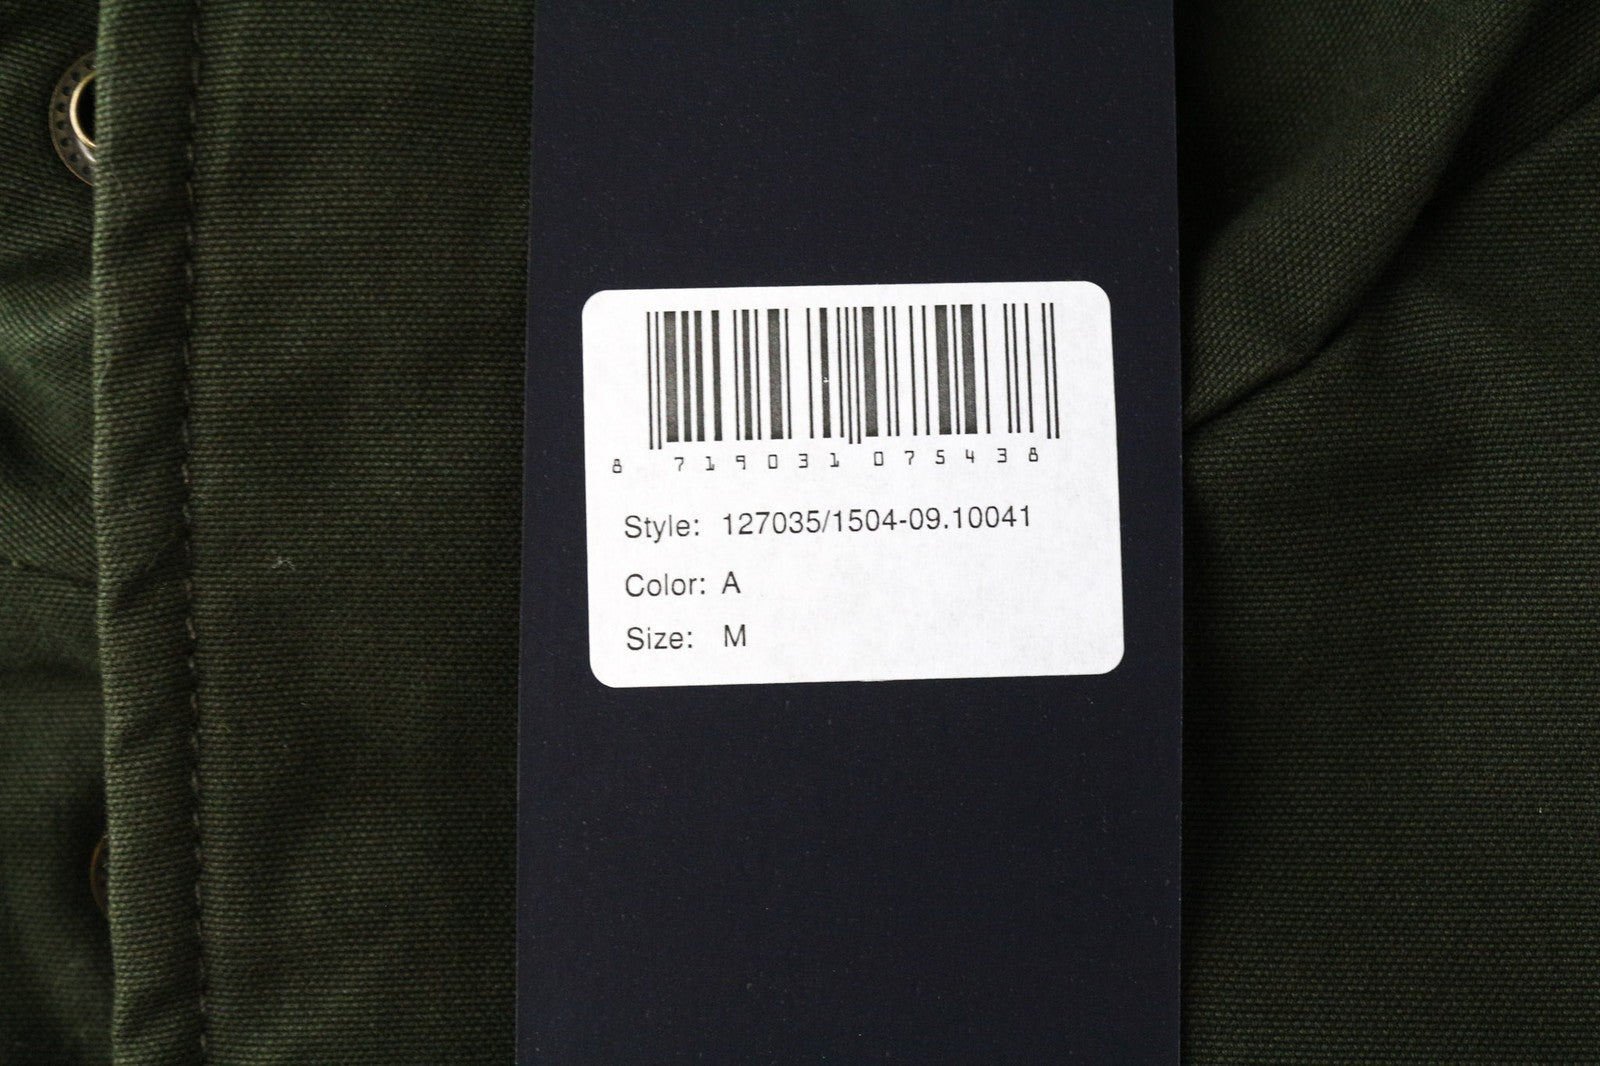 8 719031 075438
Style: 127035/1504-09.10041
Color: A
Size: M